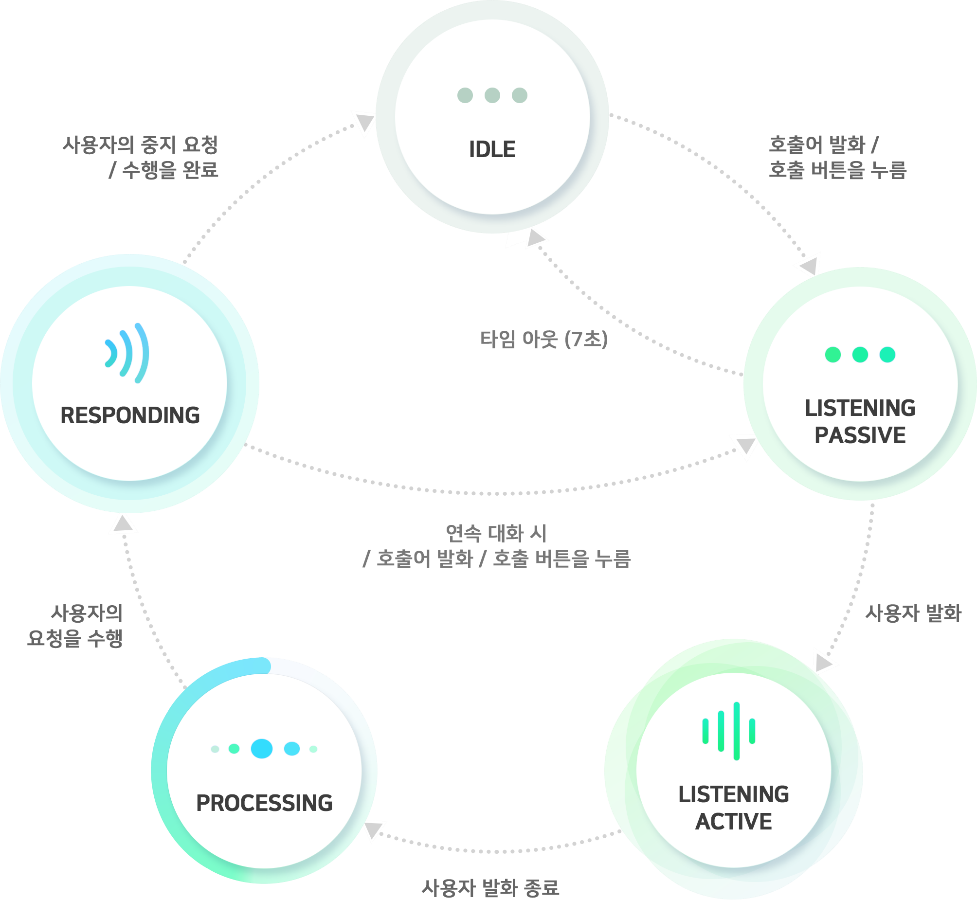 IDLE
사용자의 중지 요청
/ 수행을 완료
호출어 발화 /
호출 버튼을 누름
타임 아웃 (7초)
RESPONDING
LISTENING
PASSIVE
연속 대화 시
/ 호출어 발화 / 호출 버튼을 누름
사용자의
요청을 수행
사용자 발화
PROCESSING
LISTENING
ACTIVE
사용자 발화 종료